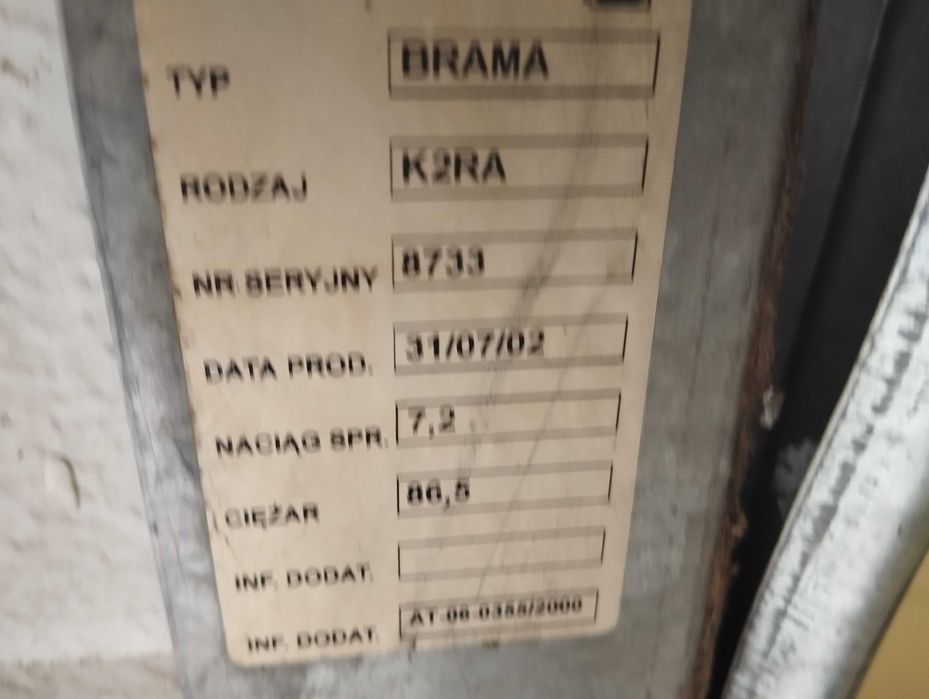 TYP BRAMA
RODZAJ K2RA
NR SERYJNY 8733
DATA PROD. 31/07/02
NACIĄG SPR. 7,2
CIĘŻAR 86,5
INF. DODAT.
INF. DODAT. AT-06-0355/2000